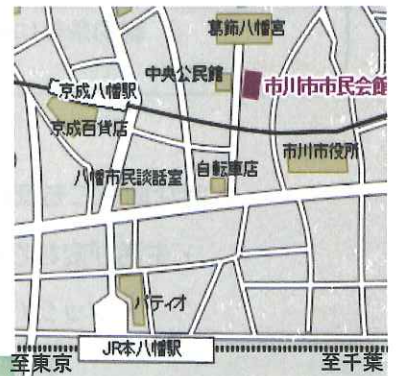 葛飾八幡宮
中央公民館
市川市市民会館
京成八幡駅
京成百貨店
市川市役所
八幡市民談話室
自転車店
パティオ
JR本八幡駅
至東京
至千葉